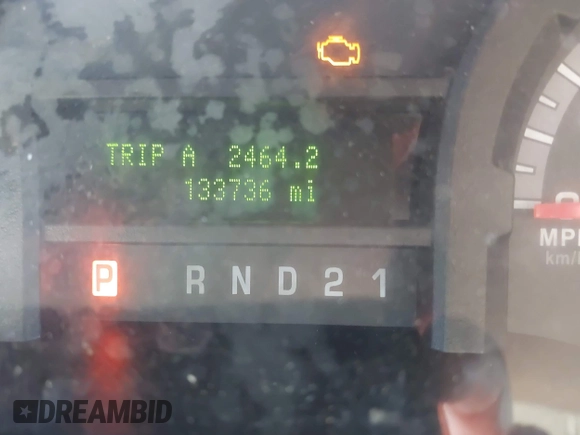 TRIP A 2464.2
133736 mi
MPH
km/h
P R N D 2 1
DREAMBID